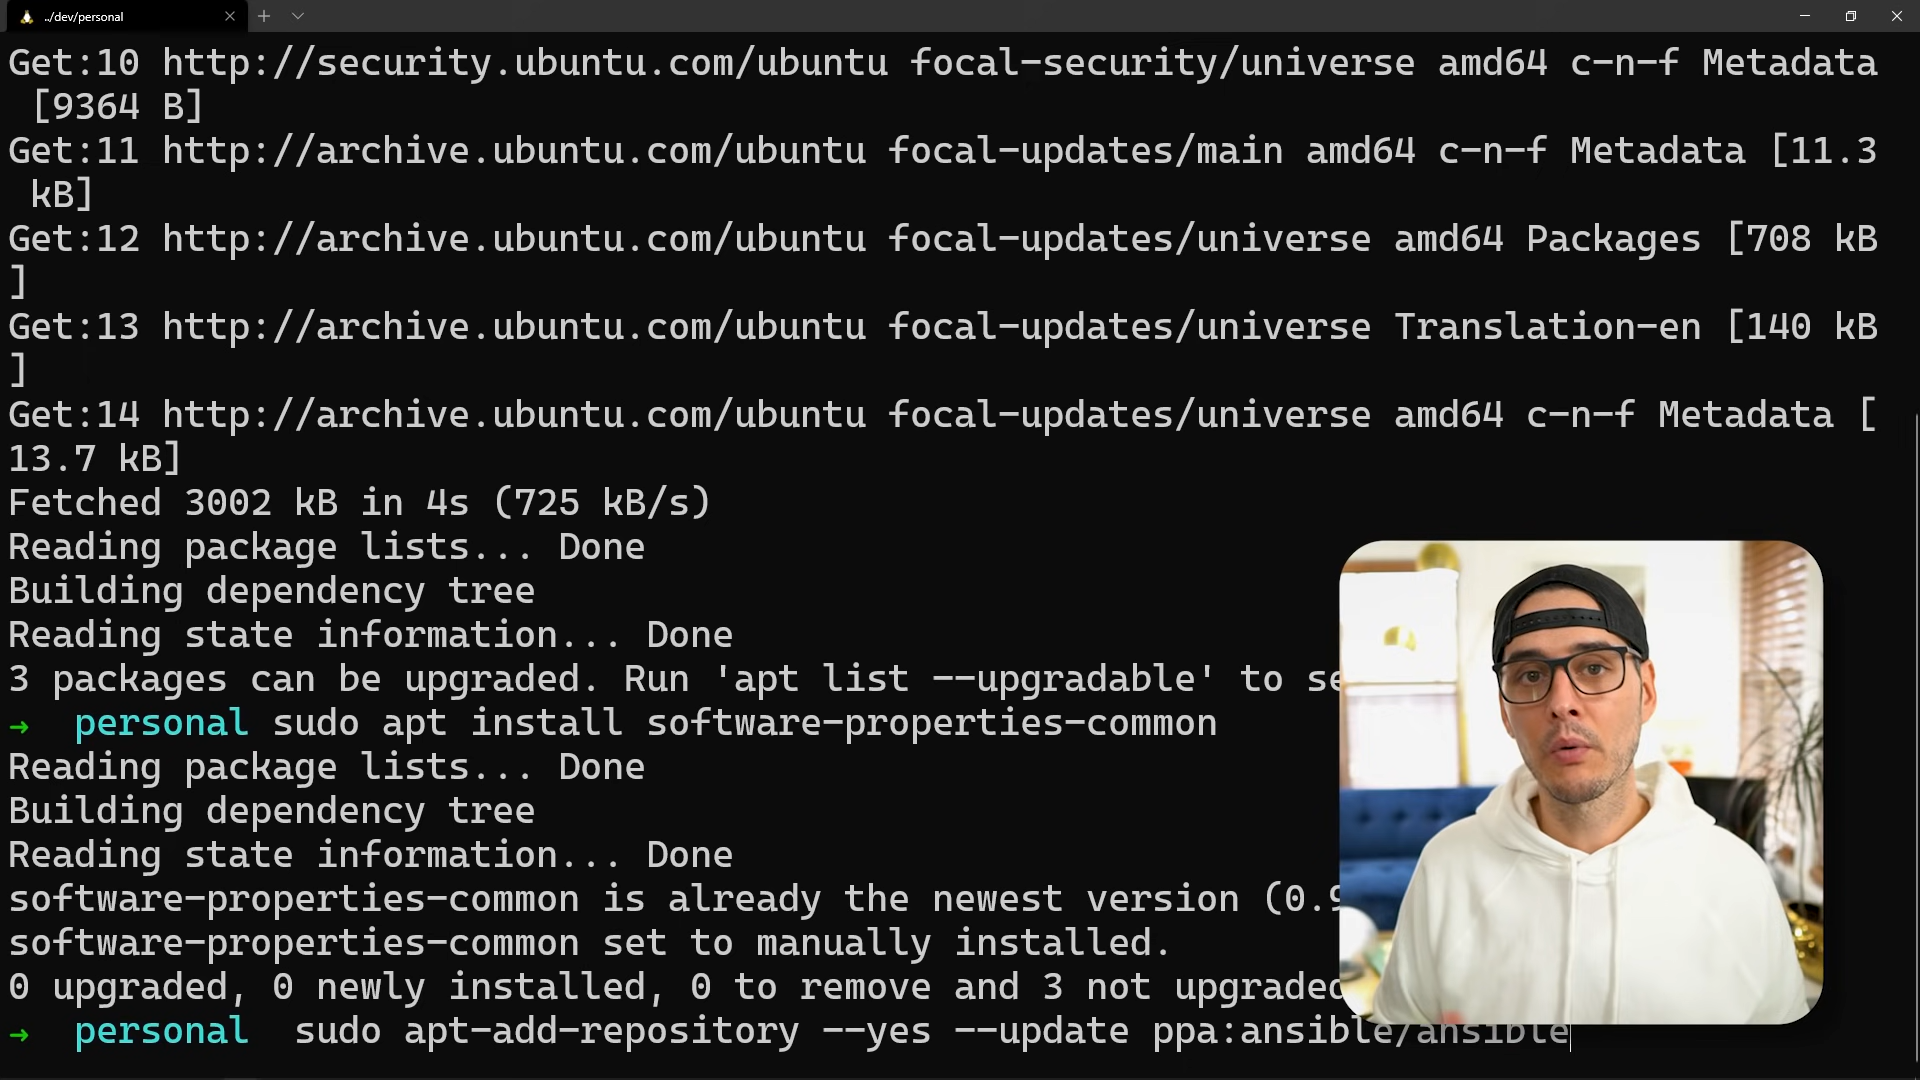 ../dev/personal
Get:10 http://security.ubuntu.com/ubuntu focal-security/universe amd64 c-n-f Metadata
[9364 B]
Get:11 http://archive.ubuntu.com/ubuntu focal-updates/main amd64 c-n-f Metadata [11.3
kB]
Get:12 http://archive.ubuntu.com/ubuntu focal-updates/universe amd64 Packages [708 kB
]
Get:13 http://archive.ubuntu.com/ubuntu focal-updates/universe Translation-en [140 kB
]
Get:14 http://archive.ubuntu.com/ubuntu focal-updates/universe amd64 c-n-f Metadata [
13.7 kB]
Fetched 3002 kB in 4s (725 kB/s)
Reading package lists... Done
Building dependency tree
Reading state information... Done
3 packages can be upgraded. Run 'apt list --upgradable' to se
→ personal sudo apt install software-properties-common
Reading package lists... Done
Building dependency tree
Reading state information... Done
software-properties-common is already the newest version (0.9
software-properties-common set to manually installed.
0 upgraded, 0 newly installed, 0 to remove and 3 not upgraded
→ personal sudo apt-add-repository --yes --update ppa:ansible/ansible